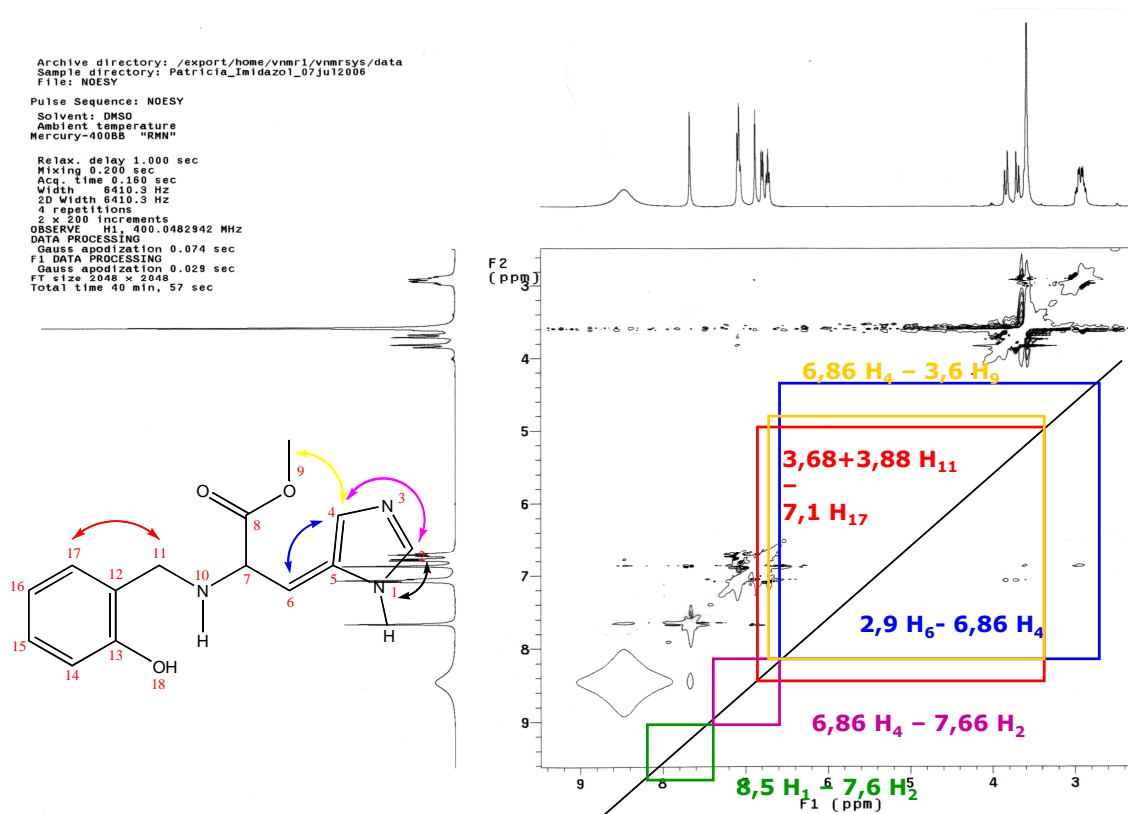 Archive directory: /export/home/vnmr1/vnmrsys/data
Sample directory: Patricia_Imidazol_07jul2006
File: NOESY
Pulse Sequence: NOESY
Solvent: DMSO
Ambient temperature
Mercury-400BB "RMN"
Relax. delay 1.000 sec
Mixing 0.200 sec
Acq. time 0.160 sec
Width 6410.3 Hz
2D Width 6410.3 Hz
4 repetitions
2 x 200 increments
OBSERVE H1, 400.0482942 MHz
DATA PROCESSING
Gauss apodization 0.074 sec
F1 DATA PROCESSING
Gauss apodization 0.029 sec
FT size 2048 x 2048
Total time 40 min, 57 sec
F2
(ppm)
3
4
5
6
7
8
9
6,86 H4 – 3,6 H9
3,68+3,88 H11
–
7,1 H17
2,9 H6- 6,86 H4
6,86 H4 – 7,66 H2
8,5 H1 – 7,6 H2
9 8 7 6 5 4 3
F1 (ppm)
9
O
O
8
4
3
N
2
17
11
16
12
10
N
H
7
6
5
N
1
H
15
13
14
OH
18